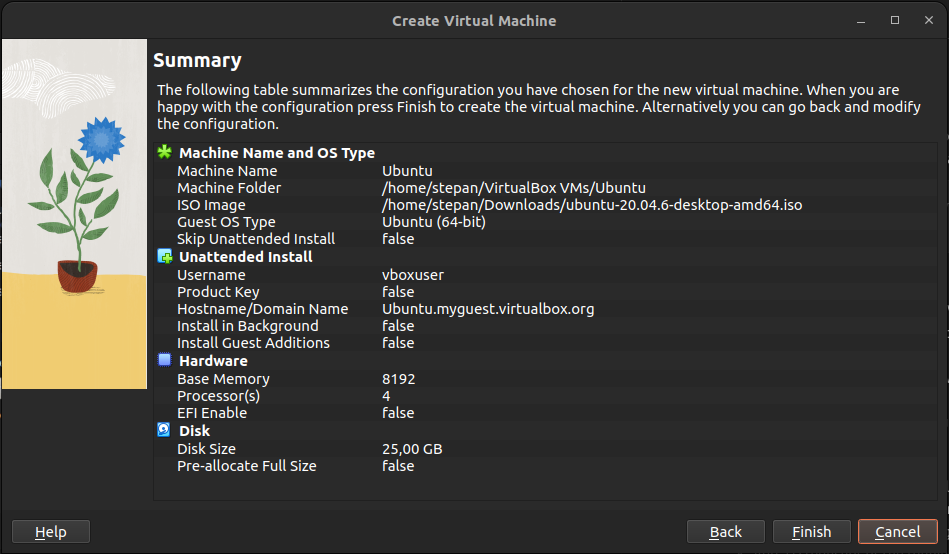 Create Virtual Machine
Summary
The following table summarizes the configuration you have chosen for the new virtual machine. When you are
happy with the configuration press Finish to create the virtual machine. Alternatively you can go back and modify
the configuration.
Machine Name and OS Type
Machine Name Ubuntu
Machine Folder /home/stepan/VirtualBox VMs/Ubuntu
ISO Image /home/stepan/Downloads/ubuntu-20.04.6-desktop-amd64.iso
Guest OS Type Ubuntu (64-bit)
Skip Unattended Install false
Unattended Install
Username vboxuser
Product Key false
Hostname/Domain Name Ubuntu.myguest.virtualbox.org
Install in Background false
Install Guest Additions false
Hardware
Base Memory 8192
Processor(s) 4
EFI Enable false
Disk
Disk Size 25,00 GB
Pre-allocate Full Size false
Help Back Finish Cancel